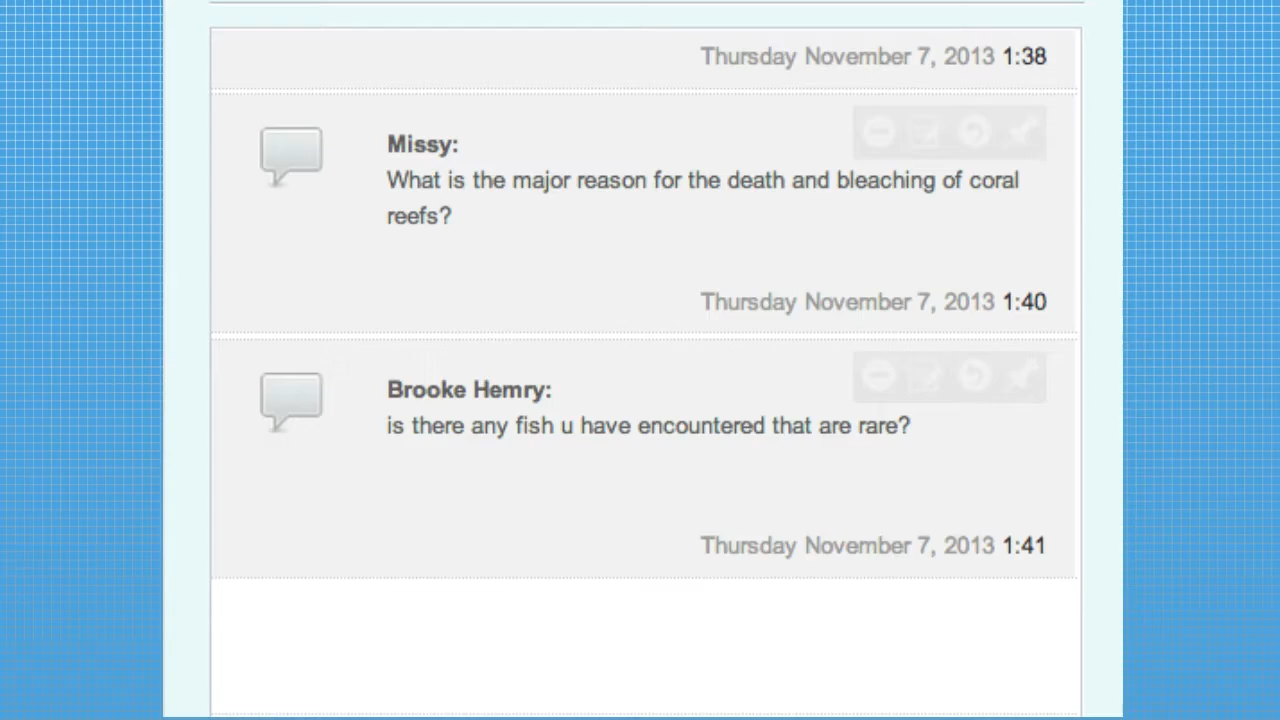 Thursday November 7, 2013 1:38
Missy:
What is the major reason for the death and bleaching of coral
reefs?
Thursday November 7, 2013 1:40
Brooke Hemry:
is there any fish u have encountered that are rare?
Thursday November 7, 2013 1:41